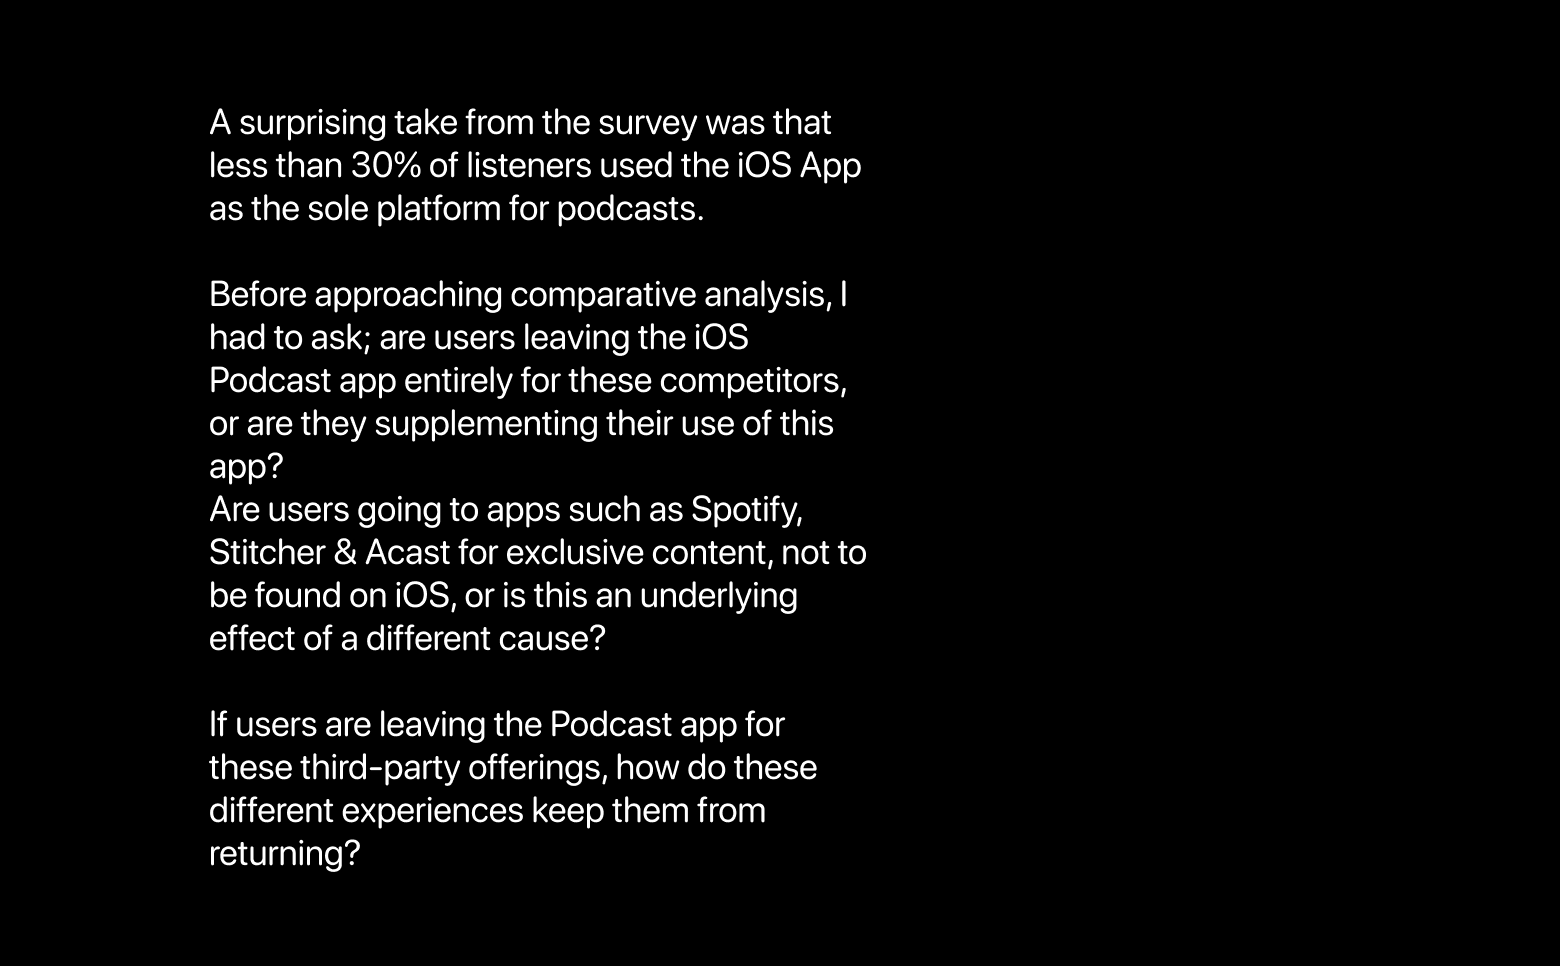 A surprising take from the survey was that
less than 30% of listeners used the iOS App
as the sole platform for podcasts.
Before approaching comparative analysis, I
had to ask; are users leaving the iOS
Podcast app entirely for these competitors,
or are they supplementing their use of this
app?
Are users going to apps such as Spotify,
Stitcher & Acast for exclusive content, not to
be found on iOS, or is this an underlying
effect of a different cause?
If users are leaving the Podcast app for
these third-party offerings, how do these
different experiences keep them from
returning?